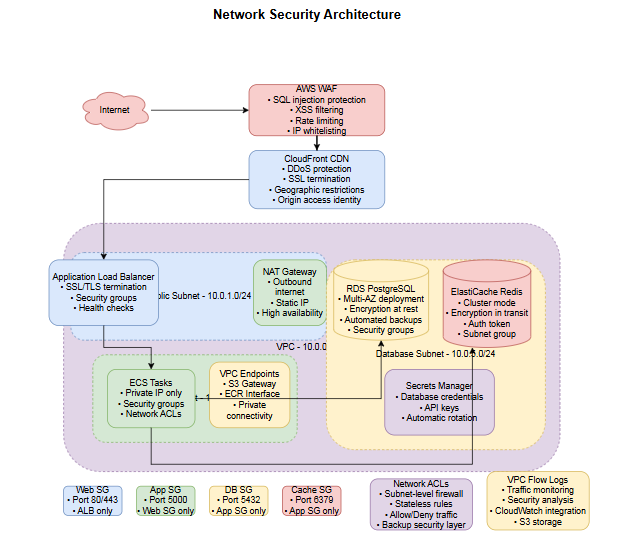 Network Security Architecture
Internet
AWS WAF
• SQL injection protection
• XSS filtering
• Rate limiting
• IP whitelisting
CloudFront CDN
• DDoS protection
• SSL termination
• Geographic restrictions
• Origin access identity
Application Load Balancer
• SSL/TLS termination
• Security groups
• Health checks
Subnet - 10.0.1.0/24
NAT Gateway
• Outbound
internet
• Static IP
• High availability
RDS PostgreSQL
• Multi-AZ deployment
• Encryption at rest
• Automated backups
• Security groups
ElastiCache Redis
• Cluster mode
• Encryption in transit
• Auth token
• Subnet group
VPC - 10.0.0
Database Subnet -
ECS Tasks
• Private IP only
• Security groups
• Network ACLs
VPC Endpoints
• S3 Gateway
• ECR Interface
• Private
connectivity
Secrets Manager
• Database credentials
• API keys
• Automatic rotation
Web SG
• Port 80/443
• ALB only
App SG
• Port 5000
• Web SG only
DB SG
• Port 5432
• App SG only
Cache SG
• Port 6379
• App SG only
Network ACLs
• Subnet-level firewall
• Stateless rules
• Allow/Deny traffic
• Backup security layer
VPC Flow Logs
• Traffic monitoring
• Security analysis
• CloudWatch integration
• S3 storage